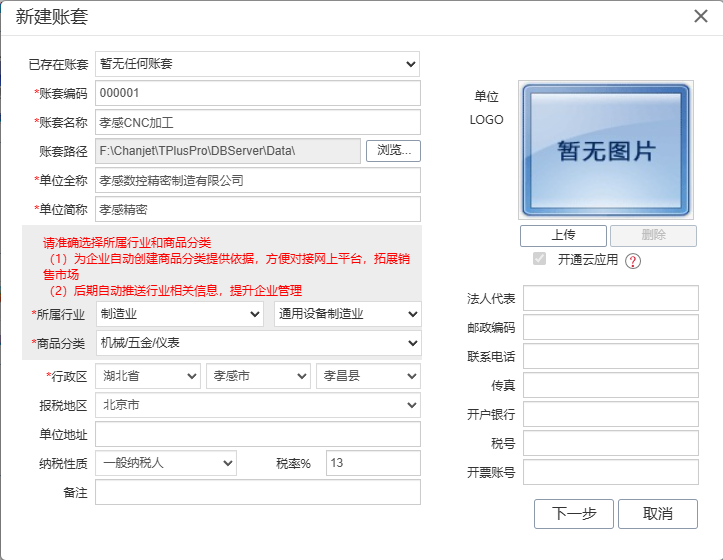 新建账套
已存在账套 暂无任何账套
*账套编码 000001
*账套名称 孝感CNC加工
账套路径 F:\Chanjet\TPlusPro\DBServer\Data\ 浏览...
*单位全称 孝感数控精密制造有限公司
*单位简称 孝感精密
请准确选择所属行业和商品分类
（1）为企业自动创建商品分类提供依据，方便对接网上平台，拓展销
售市场
（2）后期自动推送行业相关信息，提升企业管理
*所属行业 制造业 通用设备制造业
*商品分类 机械/五金/仪表
*行政区 湖北省 孝感市 孝昌县
报税地区 北京市
单位地址
纳税性质 一般纳税人 税率% 13
备注
单位
LOGO
暂无图片
上传 删除
开通云应用 ?
法人代表
邮政编码
联系电话
传真
开户银行
税号
开票账号
下一步 取消